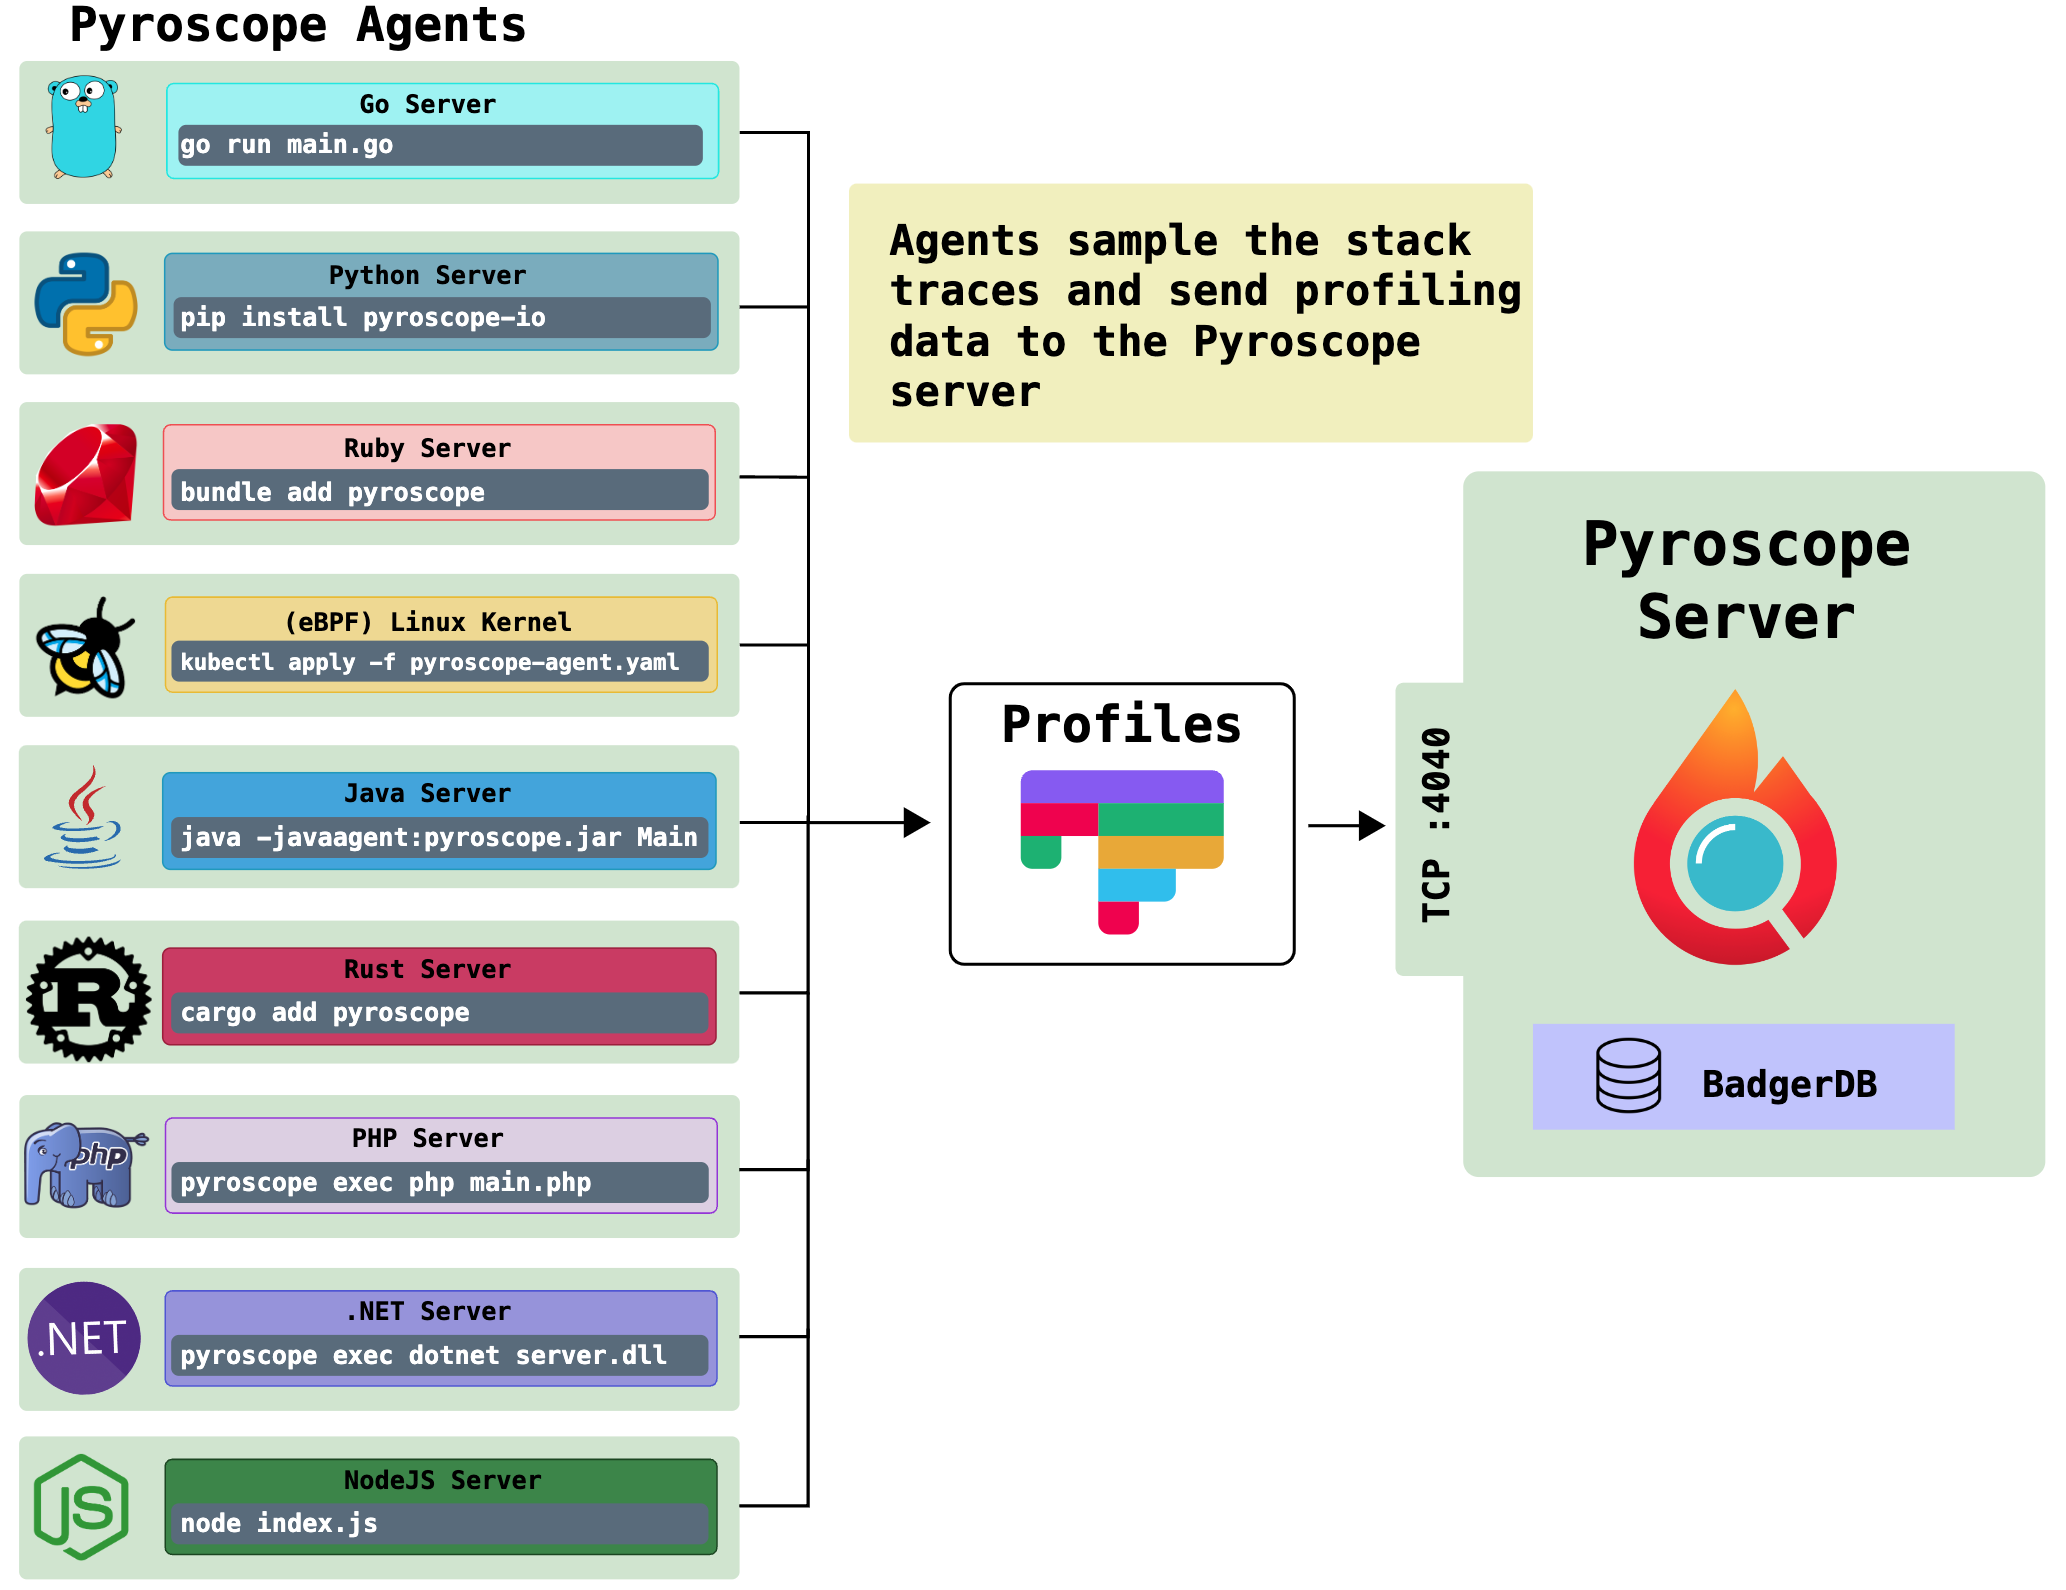 Pyroscope Agents
Go Server
go run main.go
Python Server
pip install pyroscope-io
Ruby Server
bundle add pyroscope
(eBPF) Linux Kernel
kubectl apply -f pyroscope-agent.yaml
Java Server
java -javaagent:pyroscope.jar Main
R
Rust Server
cargo add pyroscope
php
PHP Server
pyroscope exec php main.php
.NET
.NET Server
pyroscope exec dotnet server.dll
JS
NodeJS Server
node index.js
Agents sample the stack
traces and send profiling
data to the Pyroscope
server
Profiles
TCP :4040
Pyroscope
Server
BadgerDB